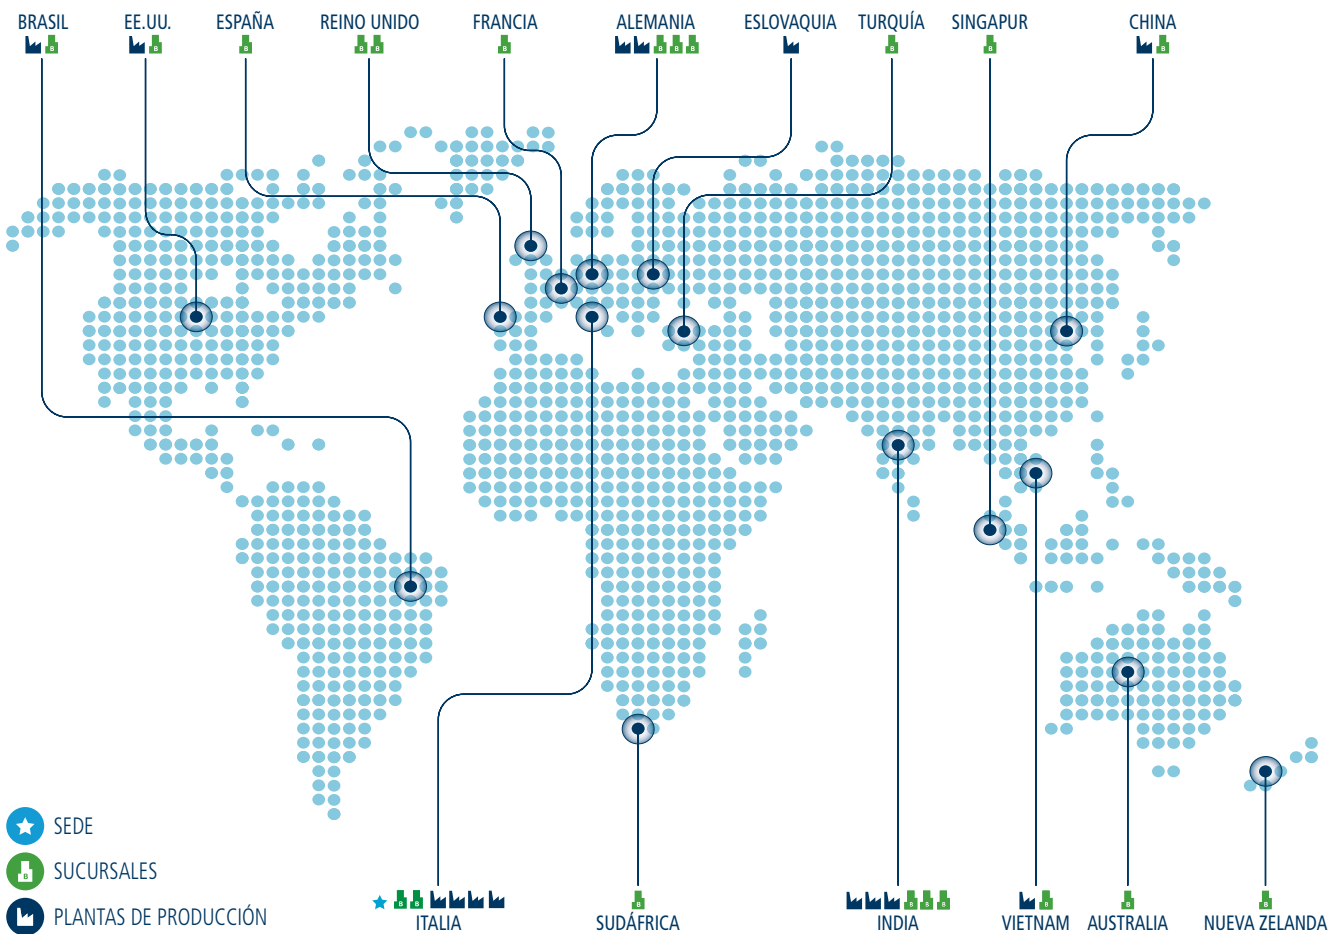 BRASIL
EE.UU.
ESPAÑA
REINO UNIDO
FRANCIA
ALEMANIA
ESLOVAQUIA
TURQUÍA
SINGAPUR
CHINA
SEDE
B SUCURSALES
PLANTAS DE PRODUCCIÓN
ITALIA
SUDÁFRICA
INDIA
VIETNAM
AUSTRALIA
NUEVA ZELANDA